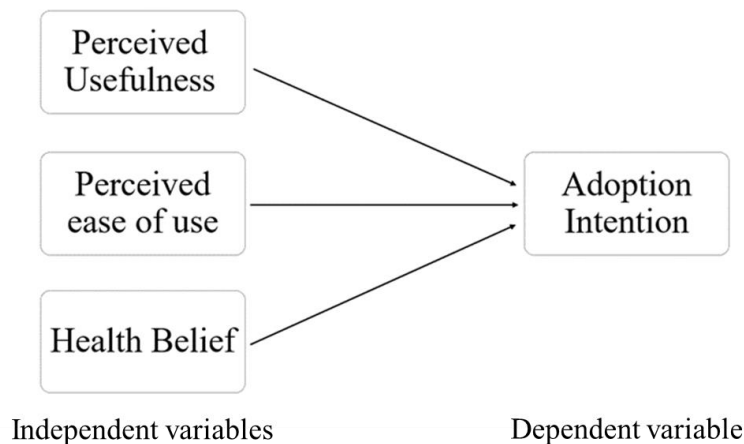 Perceived
Usefulness
Perceived
ease of use
Health Belief
Adoption
Intention
Independent variables
Dependent variable